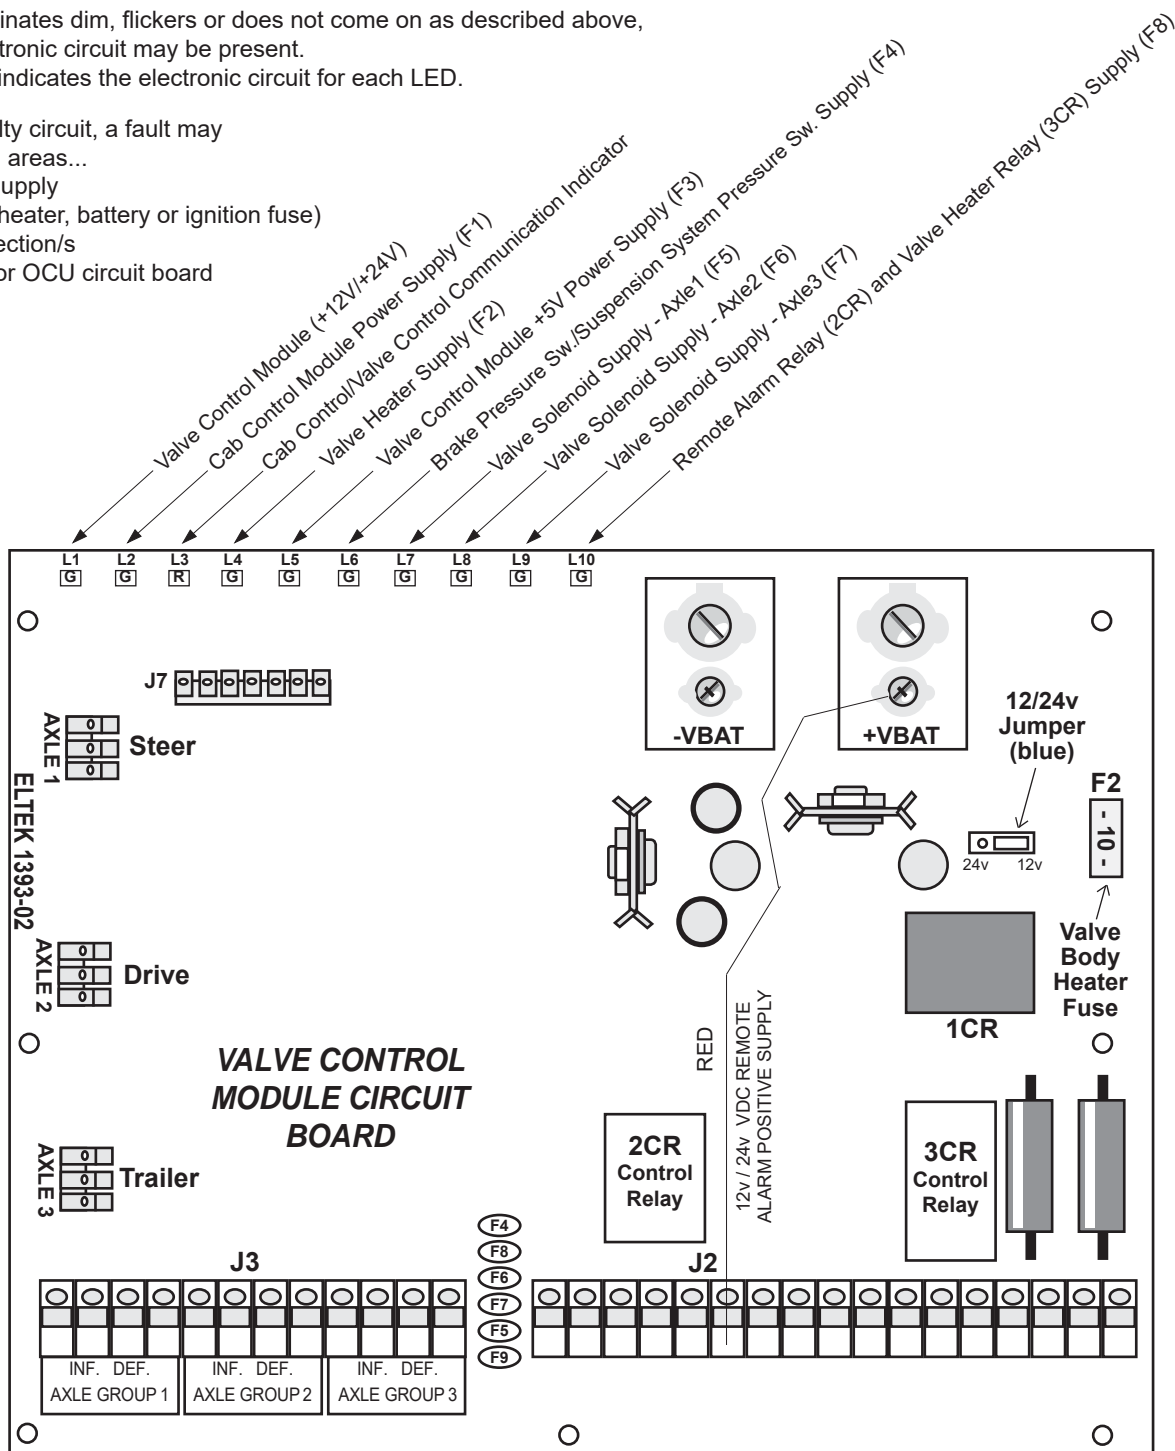 inates dim, flickers or does not come on as described above,
tronic circuit may be present.
indicates the electronic circuit for each LED.
lty circuit, a fault may
areas...
upply
heater, battery or ignition fuse)
ection/s
or OCU circuit board
Valve Control Module (+12V/+24V)
Cab Control Module Power Supply (F1)
Cab Control/Valve Control Communication Indicator
Valve Heater Supply (F2)
Valve Control Module +5V Power Supply (F3)
Brake Pressure Sw./Suspension System Pressure Sw. Supply (F4)
Valve Solenoid Supply - Axle1 (F5)
Valve Solenoid Supply - Axle2 (F6)
Valve Solenoid Supply - Axle3 (F7)
Remote Alarm Relay (2CR) and Valve Heater Relay (3CR) Supply (F8)
L1 L2 L3 L4 L5 L6 L7 L8 L9 L10
G G R G G G G G G G
J7
AXLE 1
Steer
-VBAT
+VBAT
12/24v
Jumper
(blue)
24v 12v
F2
- 10 -
Valve
Body
Heater
Fuse
ELTEK 1393-02
AXLE 2
Drive
1CR
VALVE CONTROL
MODULE CIRCUIT
BOARD
RED
12v / 24v VDC REMOTE
ALARM POSITIVE SUPPLY
AXLE 3
Trailer
2CR
Control
Relay
3CR
Control
Relay
F4
F8
F6
F7
F5
F9
J3
J2
INF. DEF. INF. DEF. INF. DEF.
AXLE GROUP 1 AXLE GROUP 2 AXLE GROUP 3